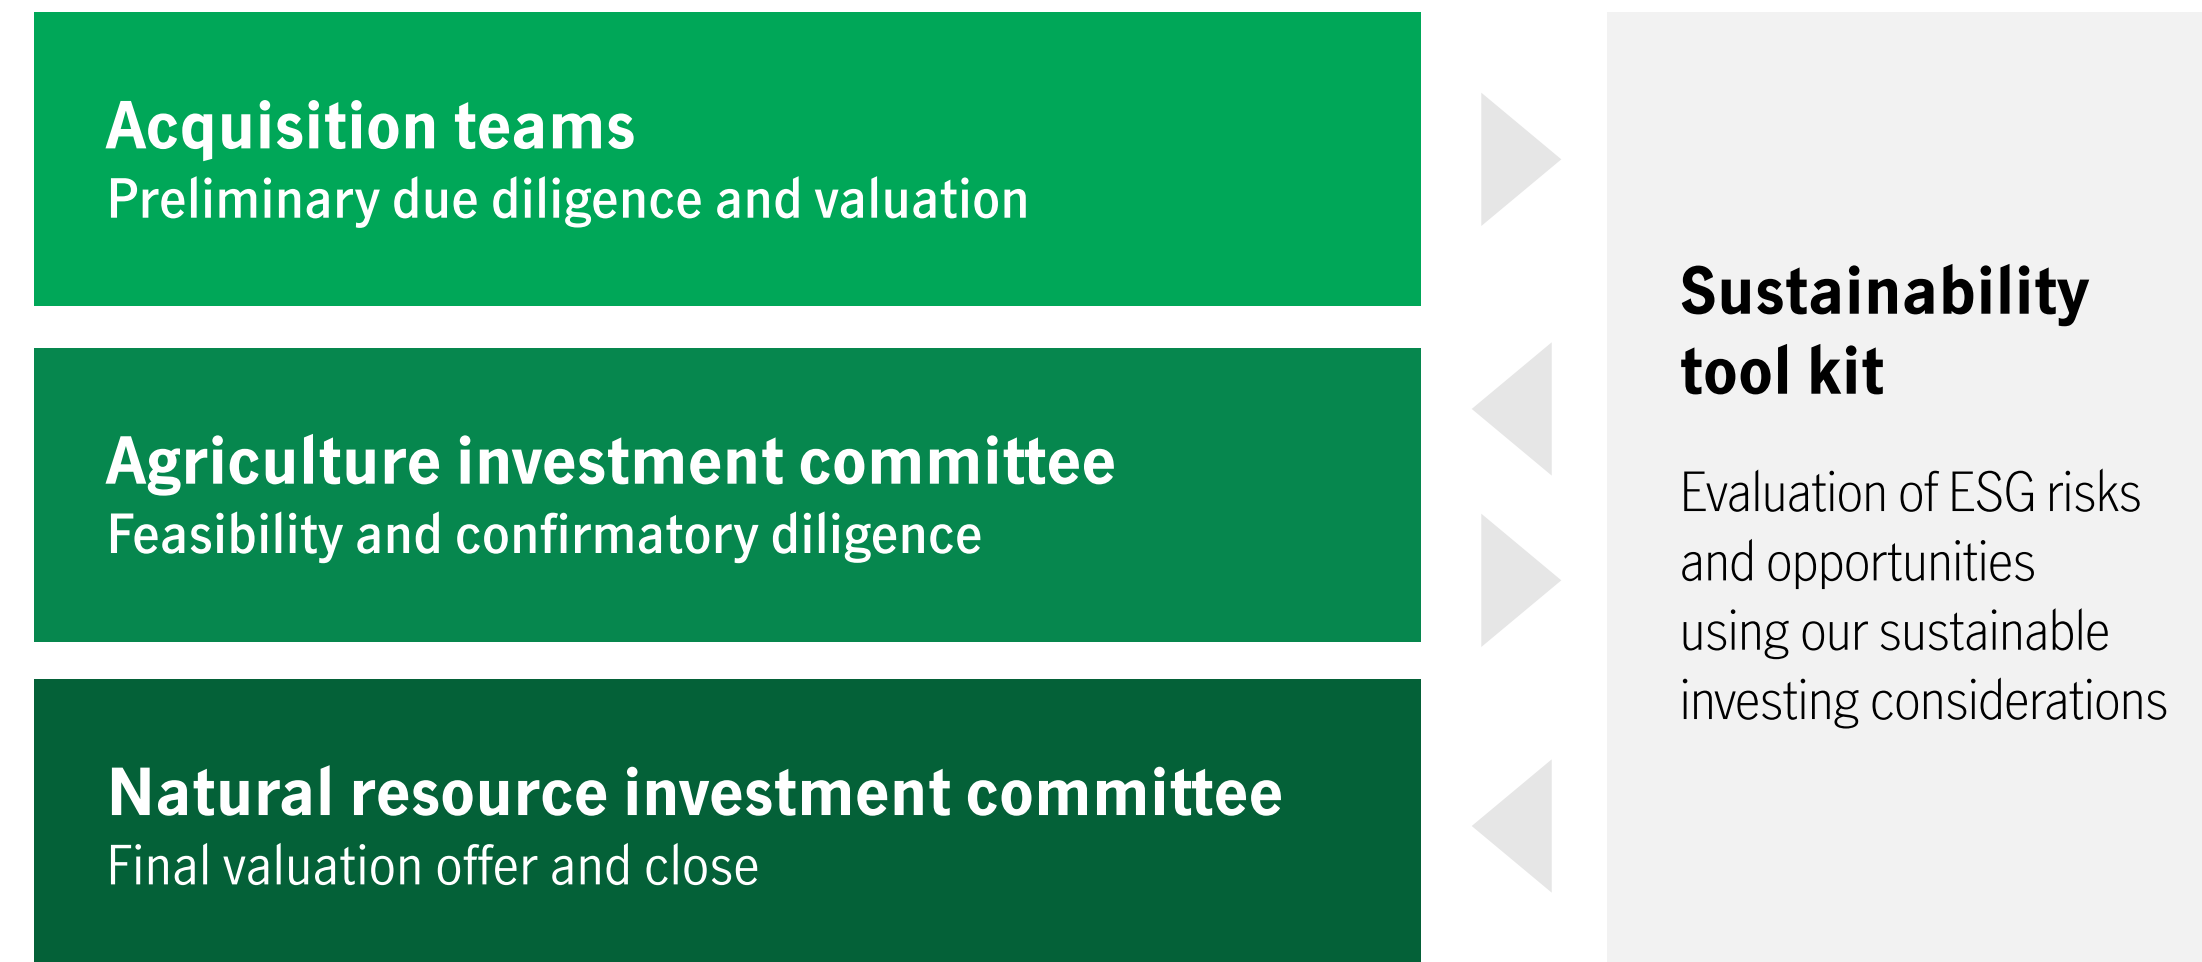 Acquisition teams
Preliminary due diligence and valuation
Agriculture investment committee
Feasibility and confirmatory diligence
Natural resource investment committee
Final valuation offer and close
Sustainability
tool kit
Evaluation of ESG risks
and opportunities
using our sustainable
investing considerations